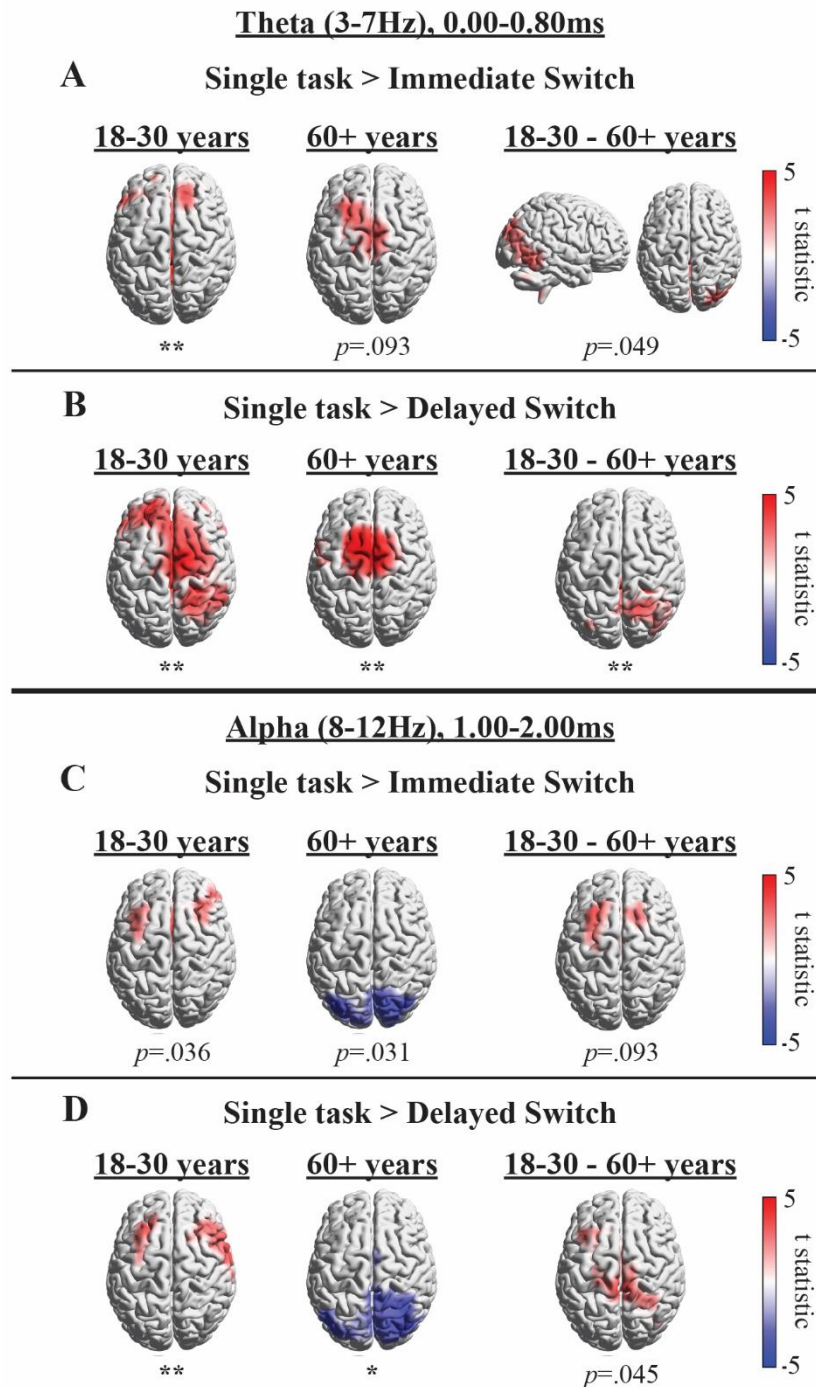 Theta (3-7Hz), 0.00-0.80ms
A Single task > Immediate Switch
18-30 years 60+ years 18-30 - 60+ years
5
t statistic
-5
** p=.093 p=.049
B Single task > Delayed Switch
18-30 years 60+ years 18-30 - 60+ years
5
t statistic
-5
** ** **
Alpha (8-12Hz), 1.00-2.00ms
C Single task > Immediate Switch
18-30 years 60+ years 18-30 - 60+ years
5
t statistic
-5
p=.036 p=.031 p=.093
D Single task > Delayed Switch
18-30 years 60+ years 18-30 - 60+ years
5
t statistic
-5
** * p=.045